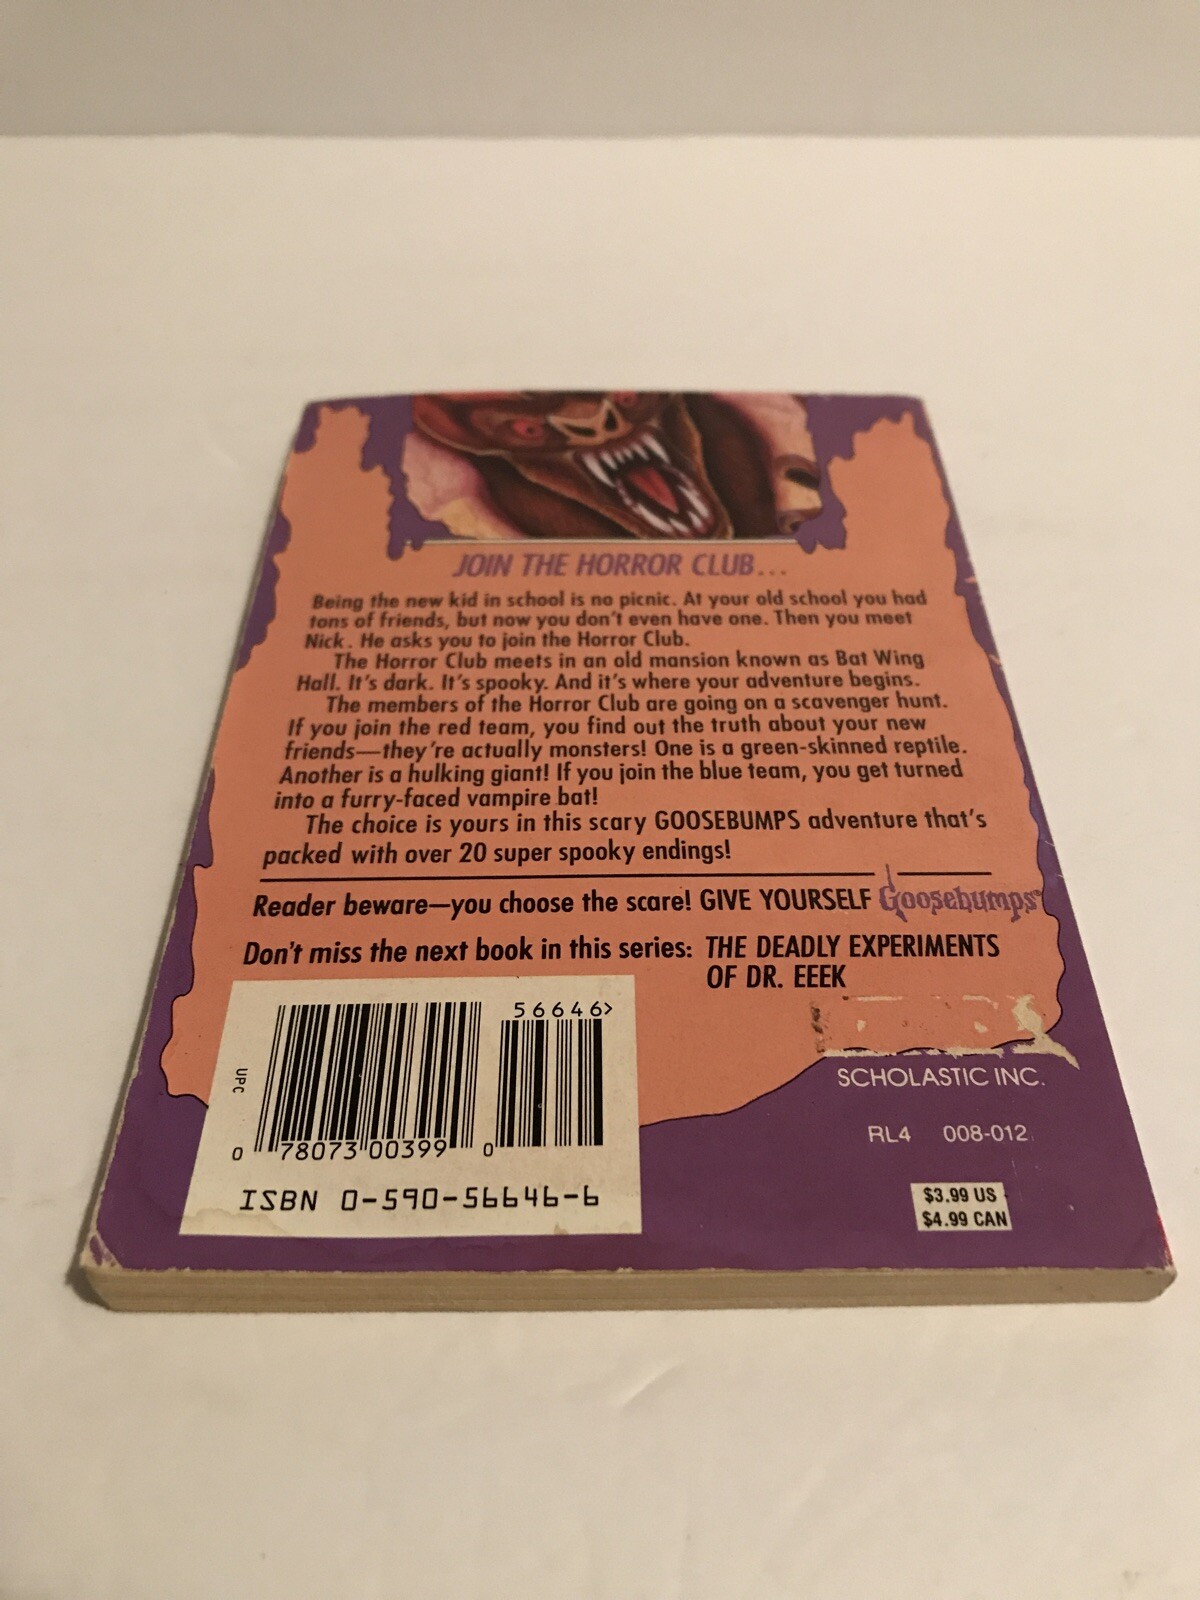 JOIN THE HORROR CLUB...
Being the new kid in school is no picnic. At your old school you had
tons of friends, but now you don't even have one. Then you meet
Nick. He asks you to join the Horror Club.
The Horror Club meets in an old mansion known as Bat Wing
Hall. It's dark. It's spooky. And it's where your adventure begins.
The members of the Horror Club are going on a scavenger hunt.
If you join the red team, you find out the truth about your new
friends—they're actually monsters! One is a green-skinned reptile.
Another is a hulking giant! If you join the blue team, you get turned
into a furry-faced vampire bat!
The choice is yours in this scary GOOSEBUMPS adventure that's
packed with over 20 super spooky endings!
Reader beware—you choose the scare! GIVE YOURSELF Goosebumps®
Don't miss the next book in this series: THE DEADLY EXPERIMENTS
OF DR. EEEK
56646>
UPC
0 78073 00399 0
ISBN 0-590-56646-6
SCHOLASTIC INC.
RL4 008-012
$3.99 US
$4.99 CAN